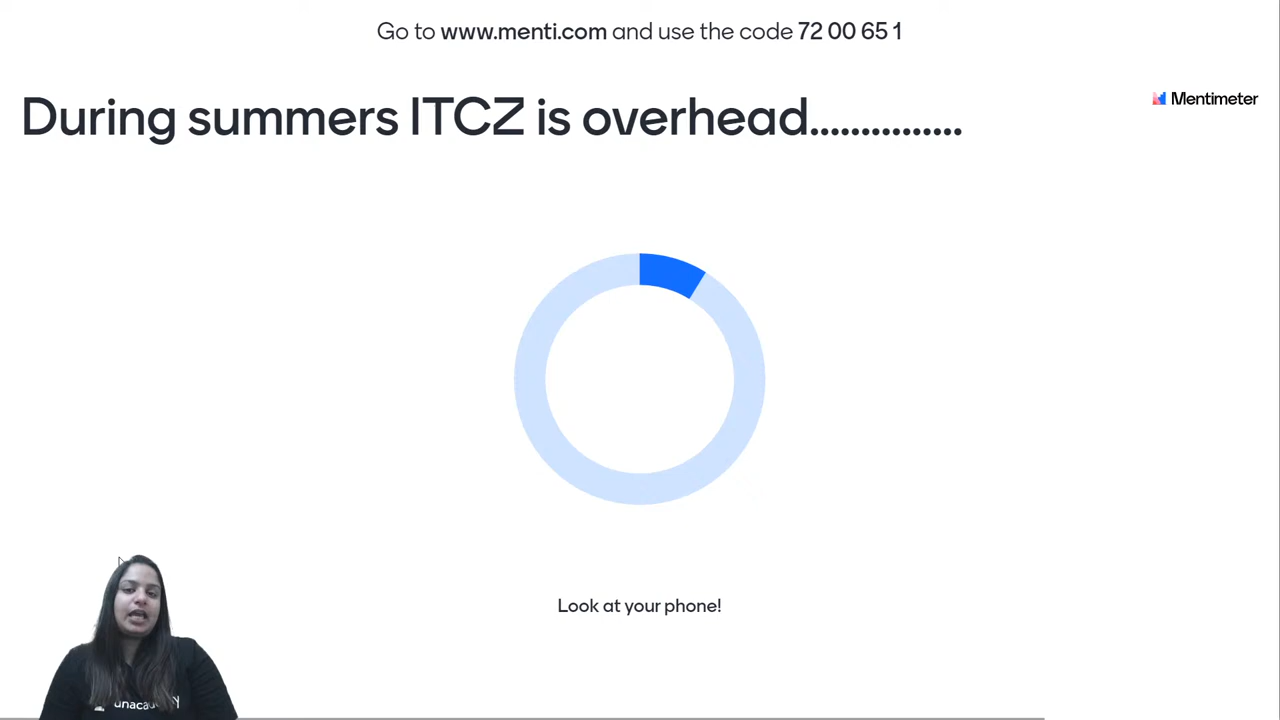 Go to www.menti.com and use the code 72 00 65 1
During summers ITCZ is overhead...............
Mentimeter
Look at your phone!
unacademy